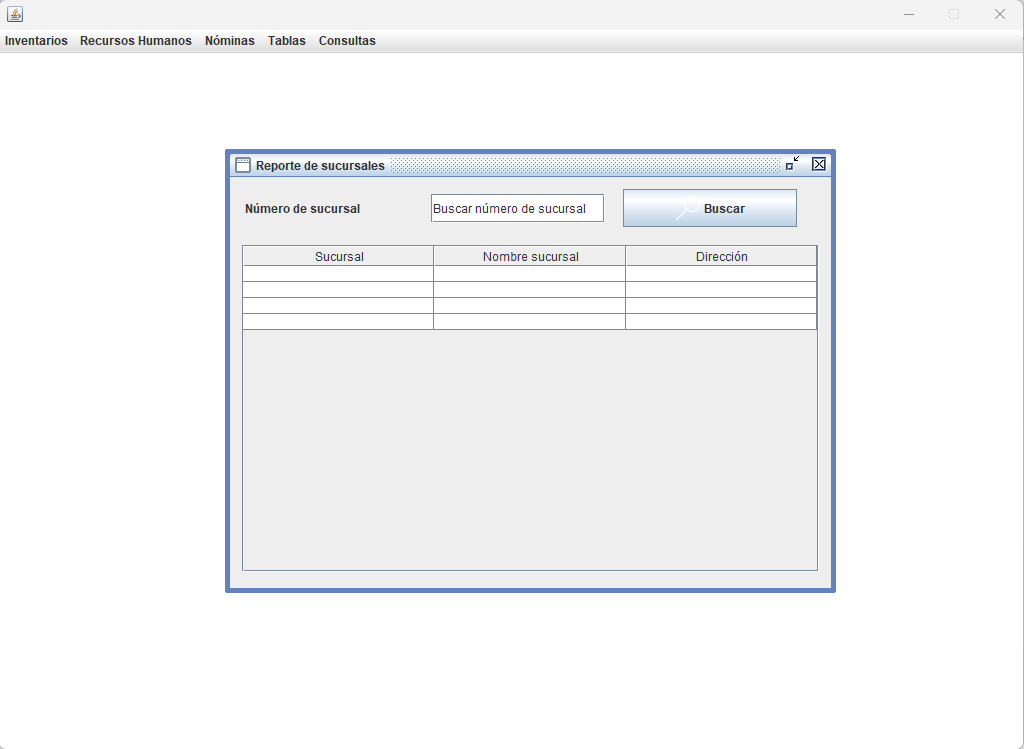 Inventarios Recursos Humanos Nóminas Tablas Consultas
Reporte de sucursales
Número de sucursal Buscar número de sucursal Buscar
Sucursal Nombre sucursal Dirección